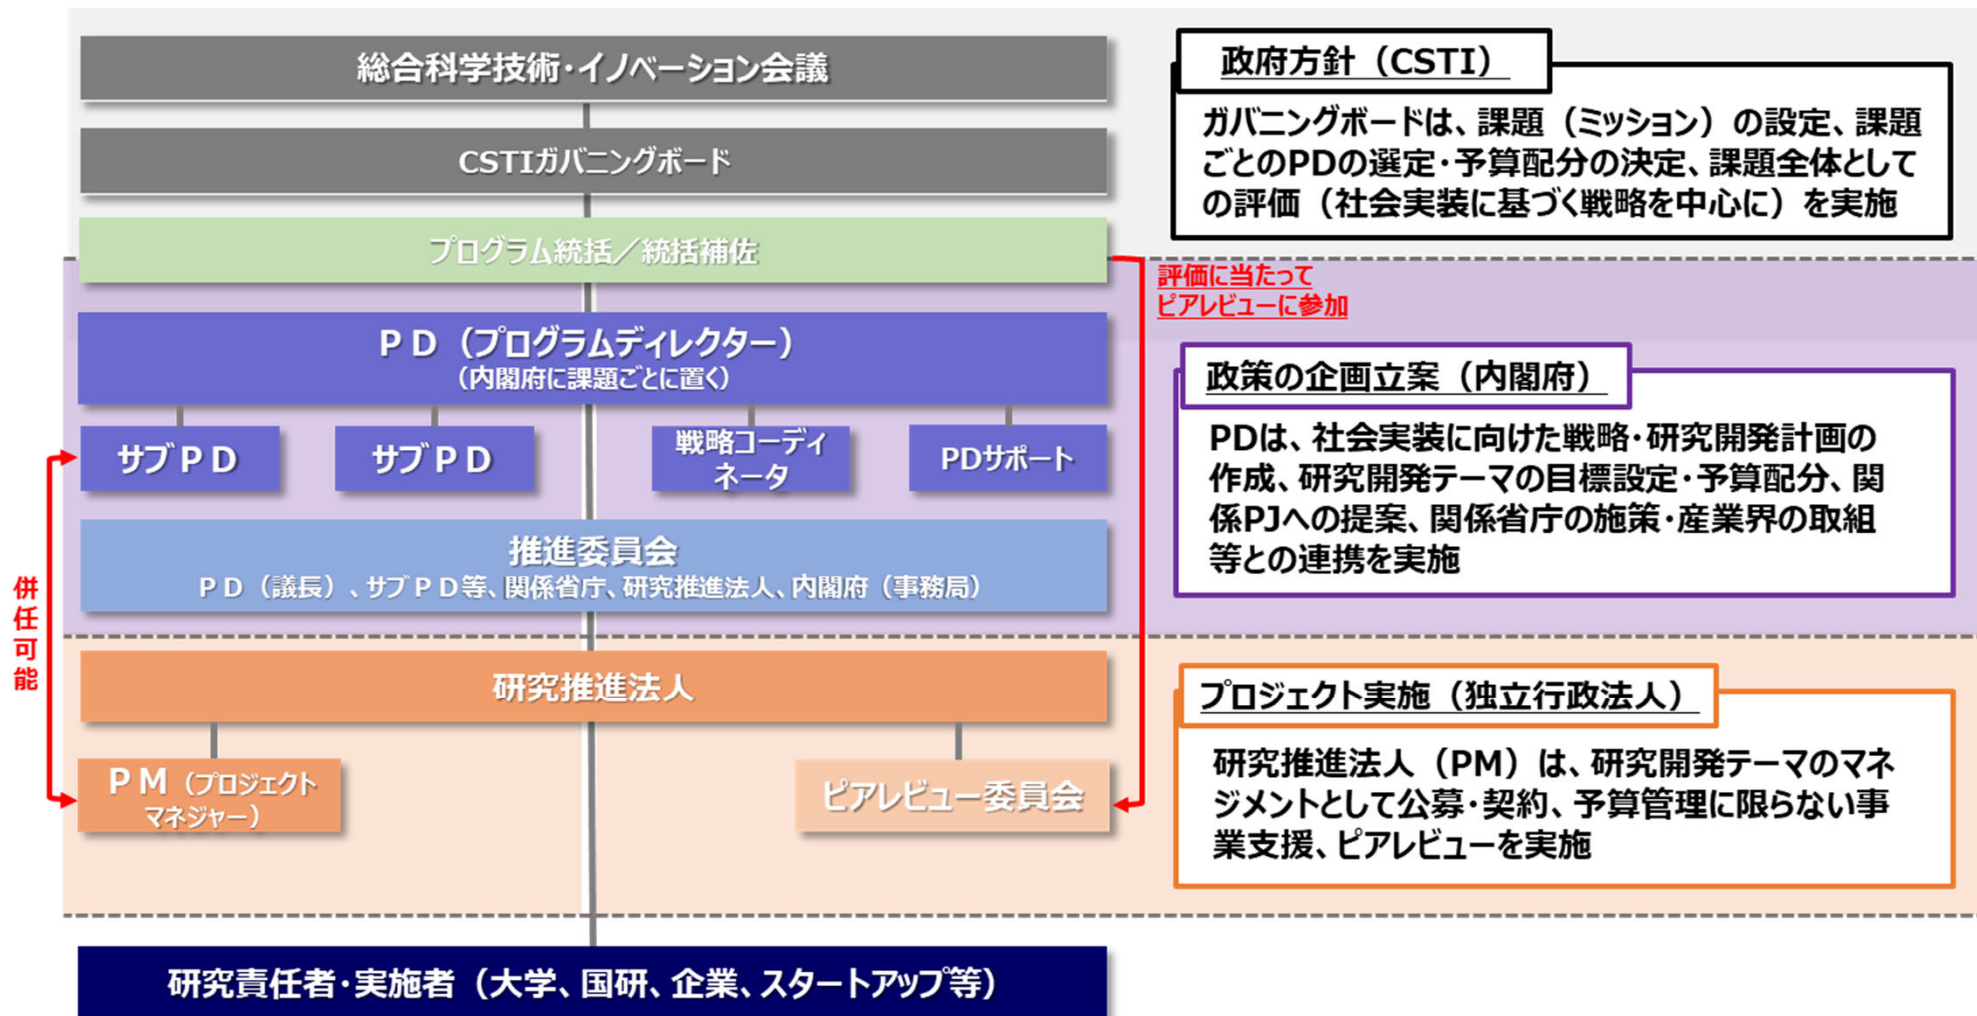 総合科学技術・イノベーション会議
CSTIガバニングボード
プログラム統括／統括補佐
ＰＤ（プログラムディレクター）
（内閣府に課題ごとに置く）
サブＰＤ
サブＰＤ
戦略コーディ
ネータ
PDサポート
推進委員会
ＰＤ（議長）、サブＰＤ等、関係省庁、研究推進法人、内閣府（事務局）
併任可能
研究推進法人
ＰＭ（プロジェクト
マネジャー）
ピアレビュー委員会
研究責任者・実施者（大学、国研、企業、スタートアップ等）
評価に当たって
ピアレビューに参加
政府方針（CSTI）
ガバニングボードは、課題（ミッション）の設定、課題
ごとのPDの選定・予算配分の決定、課題全体として
の評価（社会実装に基づく戦略を中心に）を実施
政策の企画立案（内閣府）
PDは、社会実装に向けた戦略・研究開発計画の
作成、研究開発テーマの目標設定・予算配分、関
係PJへの提案、関係省庁の施策・産業界の取組
等との連携を実施
プロジェクト実施（独立行政法人）
研究推進法人（PM）は、研究開発テーマのマネ
ジメントとして公募・契約、予算管理に限らない事
業支援、ピアレビューを実施